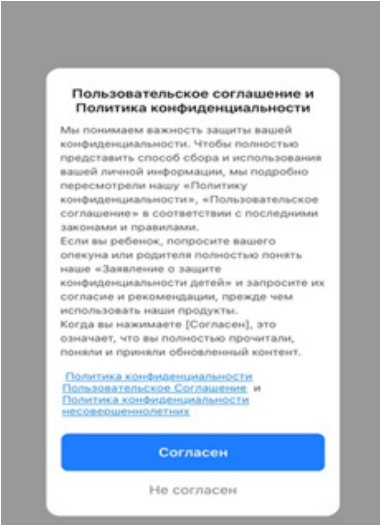 Пользовательское соглашение и
Политика конфиденциальности
Мы понимаем важность защиты вашей
конфиденциальности. Чтобы полностью
представить способ сбора и использования
вашей личной информации, мы подробно
пересмотрели нашу «Политику
конфиденциальности», «Пользовательское
соглашение» в соответствии с последними
законами и правилами.
Если вы ребенок, попросите вашего
опекуна или родителя полностью понять
наше «Заявление о защите
конфиденциальности детей» и запросите их
согласие и рекомендации, прежде чем
использовать наши продукты.
Когда вы нажимаете [Согласен], это
означает, что вы полностью прочитали,
поняли и приняли обновленный контент.
Политика конфиденциальности
Пользовательское Соглашение и
Политика конфиденциальности
несовершеннолетних
Согласен
Не согласен